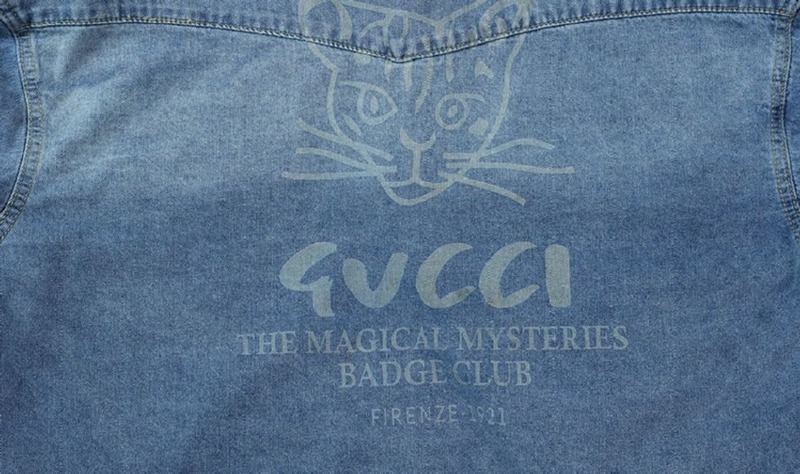 GUCCI
THE MAGICAL MYSTERIES
BADGE CLUB
FIRENZE 1921